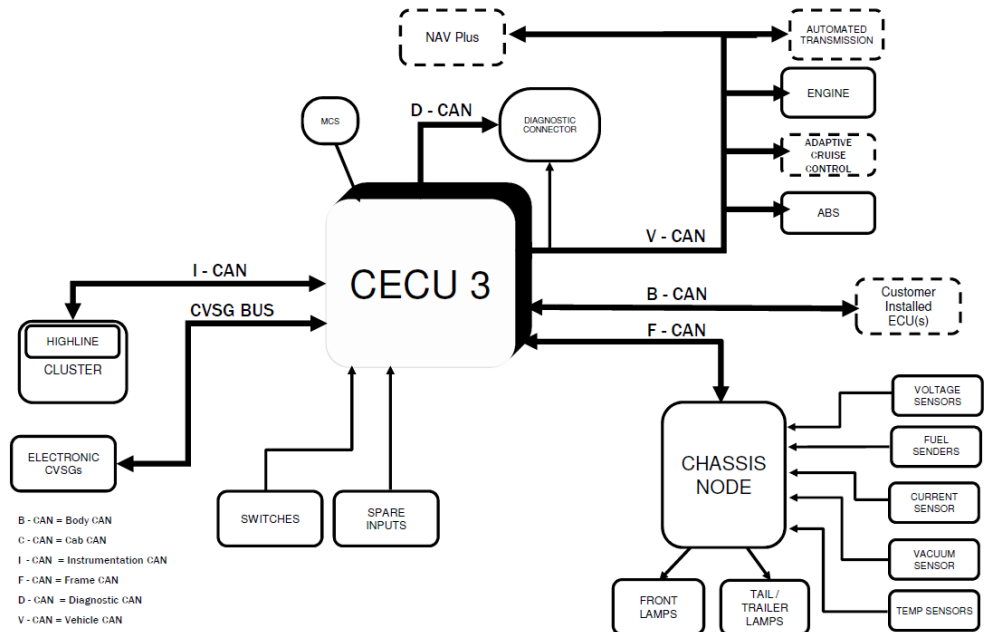 NAV Plus
AUTOMATED
TRANSMISSION
ENGINE
MCS
D - CAN
DIAGNOSTIC
CONNECTOR
ADAPTIVE
CRUISE
CONTROL
ABS
V - CAN
I - CAN
CECU 3
B - CAN
Customer
Installed
ECU(s)
CVSG BUS
F - CAN
HIGHLINE
CLUSTER
VOLTAGE
SENSORS
FUEL
SENDERS
ELECTRONIC
CVSGs
CHASSIS
NODE
CURRENT
SENSOR
SWITCHES
SPARE
INPUTS
VACUUM
SENSOR
B - CAN = Body CAN
C - CAN = Cab CAN
I - CAN = Instrumentation CAN
F - CAN = Frame CAN
D - CAN = Diagnostic CAN
V - CAN = Vehicle CAN
FRONT
LAMPS
TAIL /
TRAILER
LAMPS
TEMP SENSORS